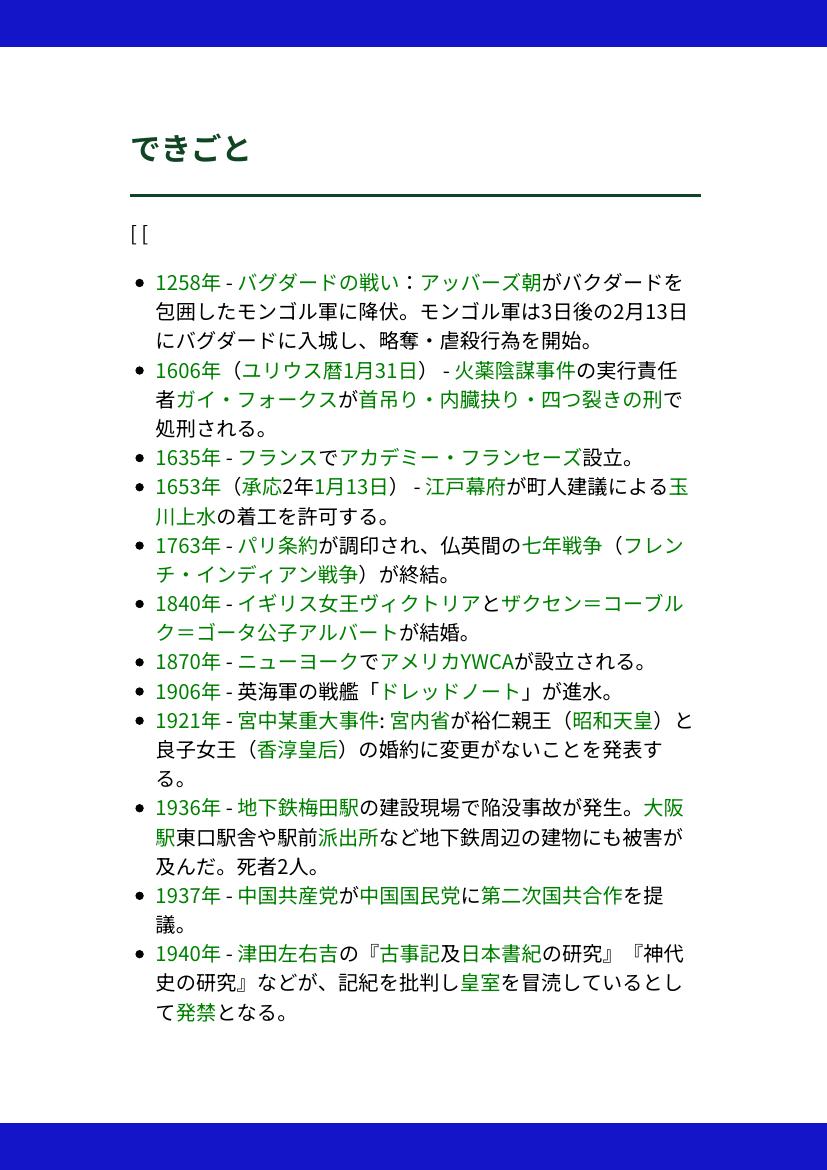 できごと
[ [
1258年 - バグダードの戦い：アッバーズ朝がバクダードを
包囲したモンゴル軍に降伏。モンゴル軍は3日後の2月13日
にバグダードに入城し、略奪・虐殺行為を開始。
1606年（ユリウス暦1月31日） - 火薬陰謀事件の実行責任
者ガイ・フォークスが首吊り・内臓抉り・四つ裂きの刑で
処刑される。
1635年 - フランスでアカデミー・フランセーズ設立。
1653年（承応2年1月13日） - 江戸幕府が町人建議による玉
川上水の着工を許可する。
1763年 - パリ条約が調印され、仏英間の七年戦争（フレン
チ・インディアン戦争）が終結。
1840年 - イギリス女王ヴィクトリアとザクセン＝コーブル
ク＝ゴータ公子アルバートが結婚。
1870年 - ニューヨークでアメリカYWCAが設立される。
1906年 - 英海軍の戦艦「ドレッドノート」が進水。
1921年 - 宮中某重大事件: 宮内省が裕仁親王（昭和天皇）と
良子女王（香淳皇后）の婚約に変更がないことを発表す
る。
1936年 - 地下鉄梅田駅の建設現場で陥没事故が発生。大阪
駅東口駅舎や駅前派出所など地下鉄周辺の建物にも被害が
及んだ。死者2人。
1937年 - 中国共産党が中国国民党に第二次国共合作を提
議。
1940年 - 津田左右吉の『古事記及日本書紀の研究』『神代
史の研究』などが、記紀を批判し皇室を冒涜しているとし
て発禁となる。